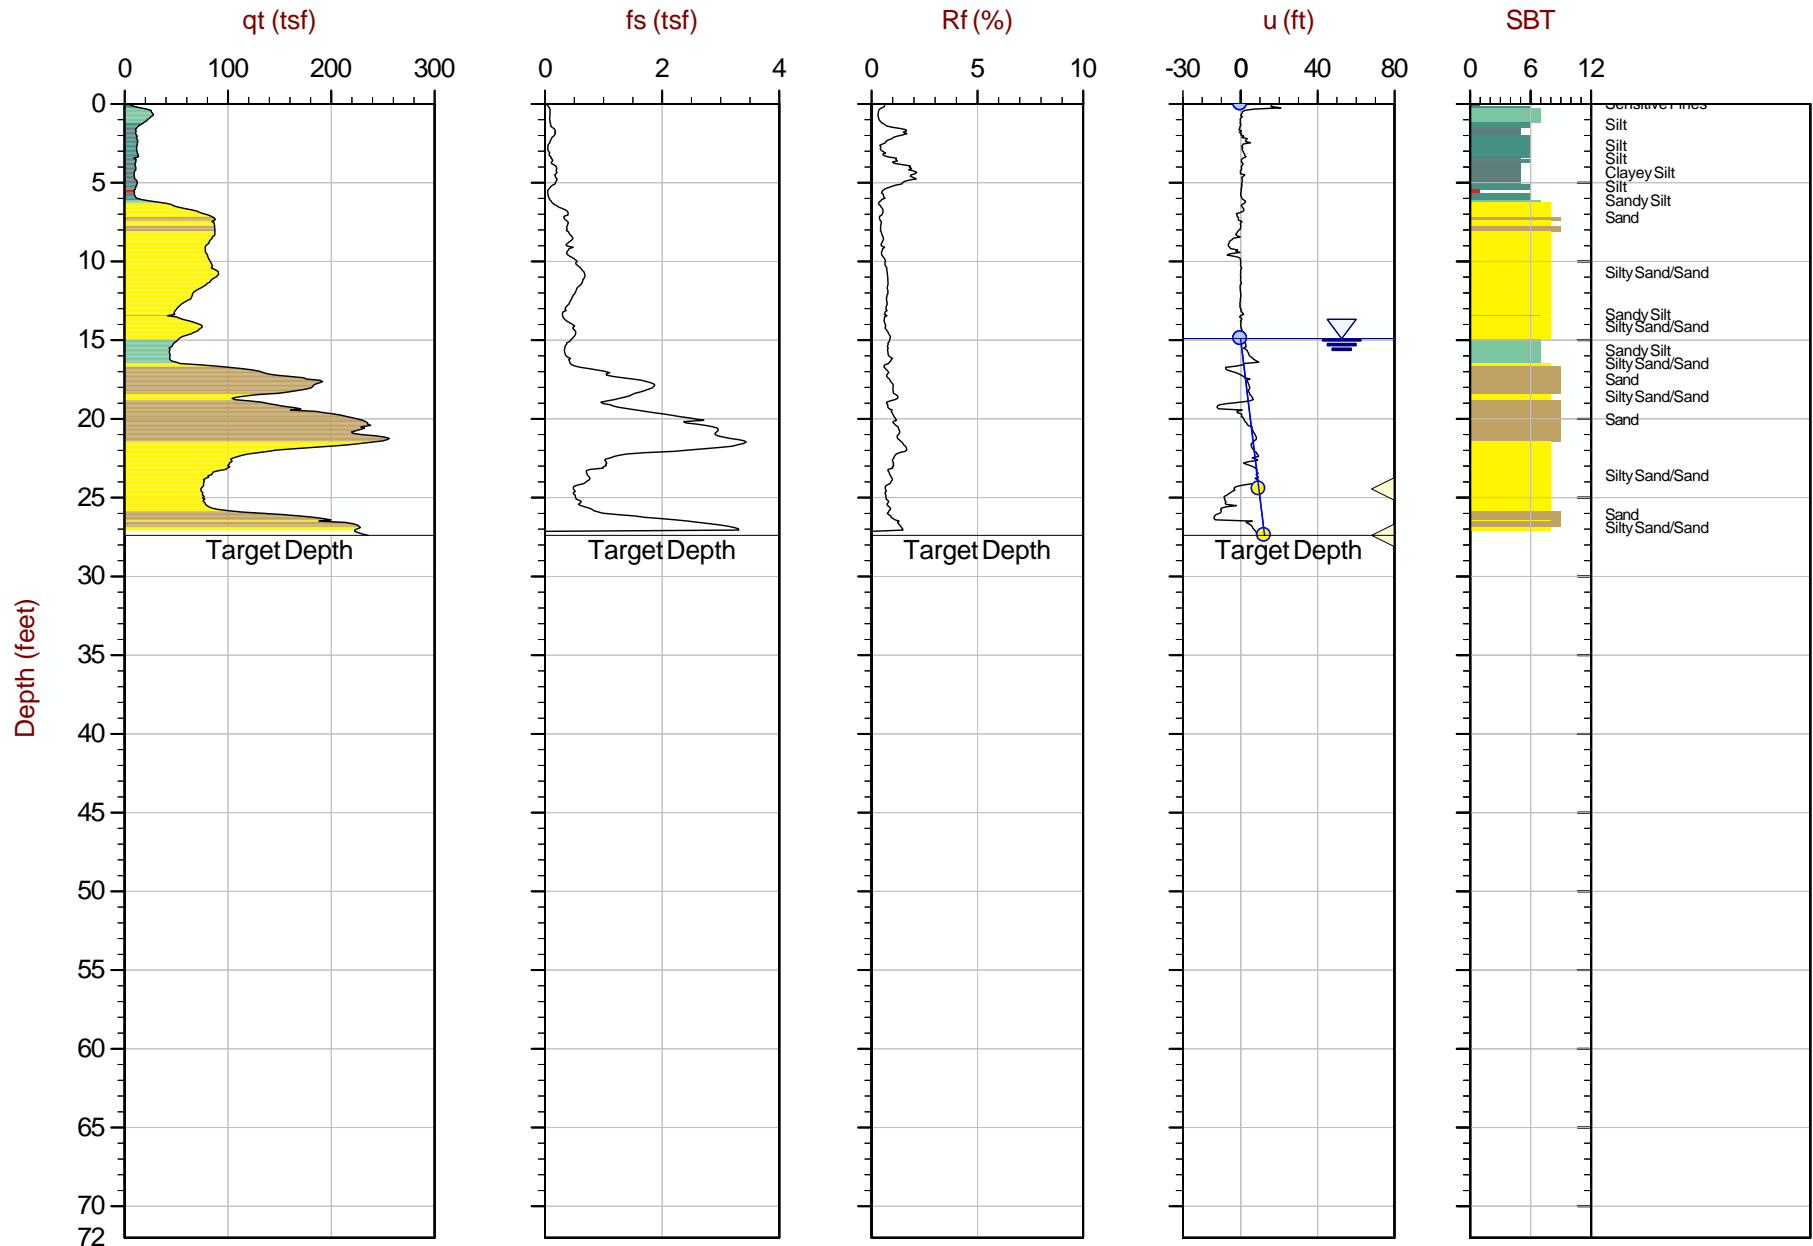 qt (tsf) fs (tsf) Rf (%) u (ft) SBT
0 100 200 300 0 2 4 0 5 10 -30 0 40 80 0 6 12
0
Sensitive Fines
Silt
Silt
Silt
Clayey Silt
5
Silt
Sandy Silt
Sand
10
Silty Sand/Sand
Sandy Silt
Silty Sand/Sand
15
Sandy Silt
Silty Sand/Sand
Sand
Silty Sand/Sand
20
Sand
Silty Sand/Sand
25
Sand
Silty Sand/Sand
Target Depth Target Depth Target Depth Target Depth
30
35
Depth (feet)
40
45
50
55
60
65
70
72